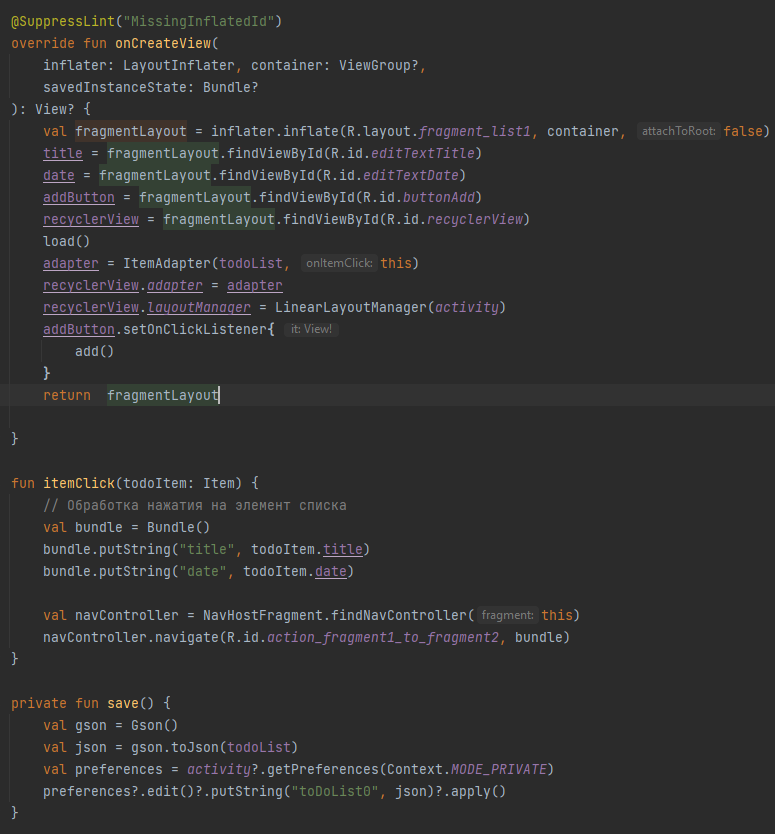 @SuppressLint("MissingInflatedId")
override fun onCreateView(
    inflater: LayoutInflater, container: ViewGroup?,
    savedInstanceState: Bundle?
): View? {
    val fragmentLayout = inflater.inflate(R.layout.fragment_list1, container, attachToRoot: false)
    title = fragmentLayout.findViewById(R.id.editTextTitle)
    date = fragmentLayout.findViewById(R.id.editTextDate)
    addButton = fragmentLayout.findViewById(R.id.buttonAdd)
    recyclerView = fragmentLayout.findViewById(R.id.recyclerView)
    load()
    adapter = ItemAdapter(todoList, onItemClick: this)
    recyclerView.adapter = adapter
    recyclerView.layoutManager = LinearLayoutManager(activity)
    addButton.setOnClickListener{ it: View!
        add()
    }
    return  fragmentLayout
}
fun itemClick(todoItem: Item) {
    // Обработка нажатия на элемент списка
    val bundle = Bundle()
    bundle.putString("title", todoItem.title)
    bundle.putString("date", todoItem.date)
    val navController = NavHostFragment.findNavController( fragment: this)
    navController.navigate(R.id.action_fragment1_to_fragment2, bundle)
}
private fun save() {
    val gson = Gson()
    val json = gson.toJson(todoList)
    val preferences = activity?.getPreferences(Context.MODE_PRIVATE)
    preferences?.edit()?.putString("toDoList0", json)?.apply()
}